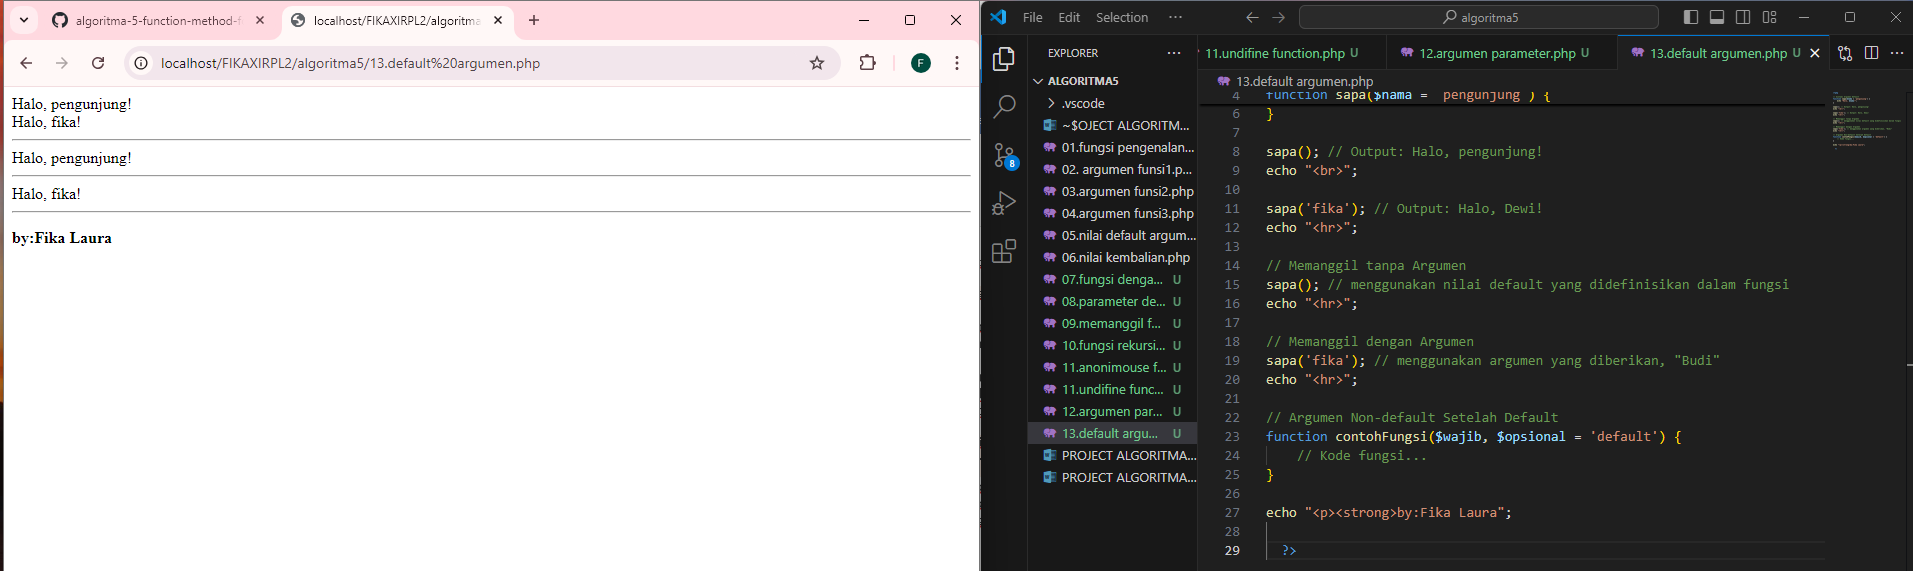 algoritma-5-function-method-f
localhost/FIKAXIRPL2/algoritma
localhost/FIKAXIRPL2/algoritma5/13.default%20argumen.php
F
Halo, pengunjung!
Halo, fika!
Halo, pengunjung!
Halo, fika!
by:Fika Laura
File Edit Selection ···
algoritma5
EXPLORER ···
ALGORITMA5
.vscode
~$OJECT ALGORITM...
01.fungsi pengenalan...
02. argumen funsi1.p...
03.argumen funsi2.php
04.argumen funsi3.php
05.nilai default argum...
06.nilai kembalian.php
07.fungsi denga... U
08.parameter de... U
09.memanggil f... U
10.fungsi rekursi... U
11.anonimouse f... U
11.undifine func... U
12.argumen par... U
13.default argu... U
PROJECT ALGORITMA...
PROJECT ALGORITMA...
8
11.undifine function.php U
12.argumen parameter.php U
13.default argumen.php U
13.default argumen.php
4 function sapa($nama = pengunjung ) {
6 }
7
8 sapa(); // Output: Halo, pengunjung!
9 echo "<br>";
10
11 sapa('fika'); // Output: Halo, Dewi!
12 echo "<hr>";
13
14 // Memanggil tanpa Argumen
15 sapa(); // menggunakan nilai default yang didefinisikan dalam fungsi
16 echo "<hr>";
17
18 // Memanggil dengan Argumen
19 sapa('fika'); // menggunakan argumen yang diberikan, "Budi"
20 echo "<hr>";
21
22 // Argumen Non-default Setelah Default
23 function contohFungsi($wajib, $opsional = 'default') {
24 // Kode fungsi...
25 }
26
27 echo "<p><strong>by:Fika Laura";
28
29 ?>